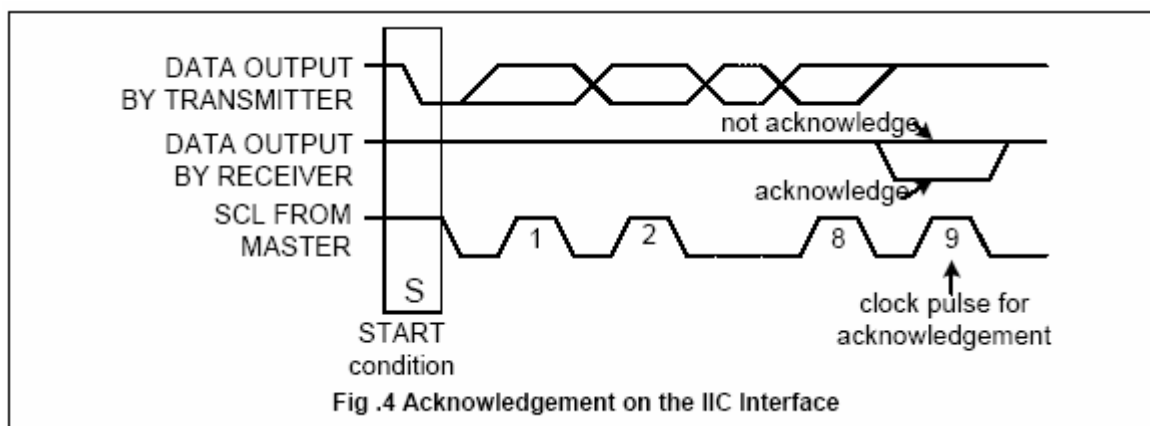 DATA OUTPUT
BY TRANSMITTER
not acknowledge
DATA OUTPUT
BY RECEIVER
acknowledge
SCL FROM
MASTER
1
2
8
9
S
START
condition
clock pulse for
acknowledgement
Fig .4 Acknowledgement on the IIC Interface